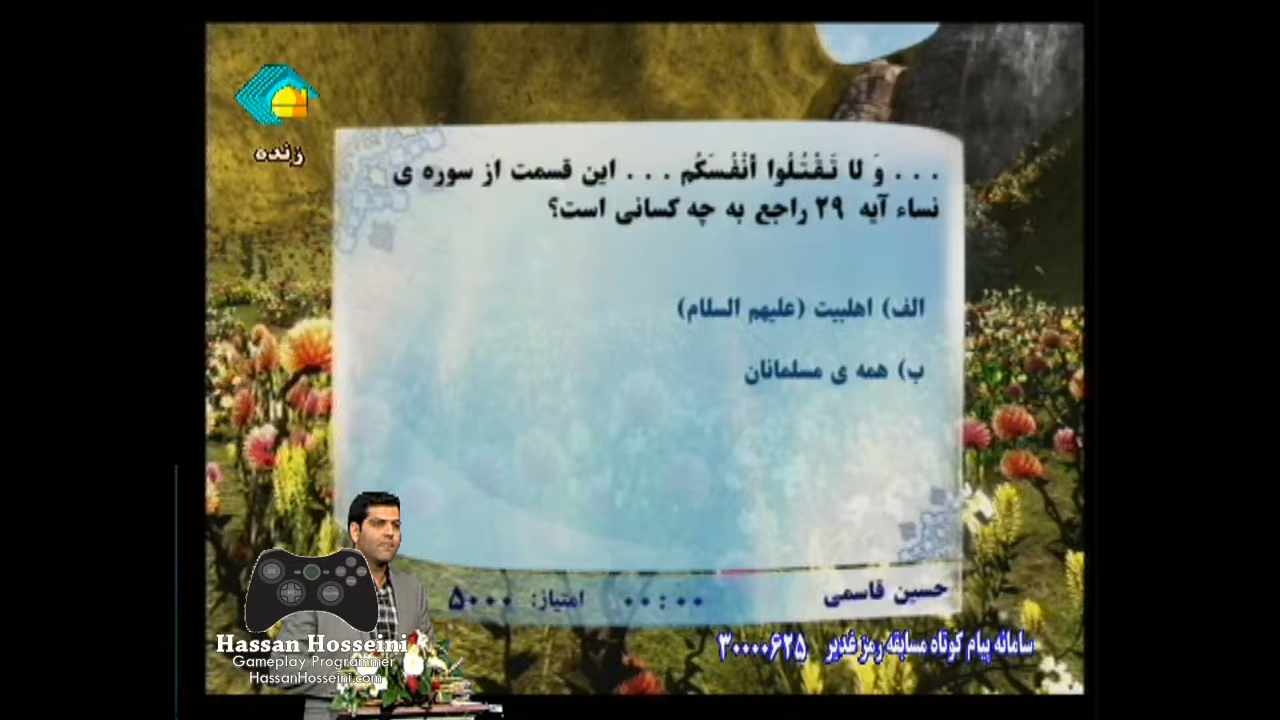 زنده
. . . وَ لا تَقْتُلُوا أَنْفُسَكُم . . . این قسمت از سوره ی
نساء آیه ۲۹ راجع به چه کسانی است؟
الف) اهلبیت (علیهم السلام)
ب) همه ی مسلمانان
حسین قاسمی
۰۰:۰۰
امتیاز: ۵۰۰۰
سامانه پیام کوتاه مسابقه رمز غدیر ۳۰۰۰۰۶۲۵
Hassan Hosseini
Gameplay Programmer
HassanHosseini.com